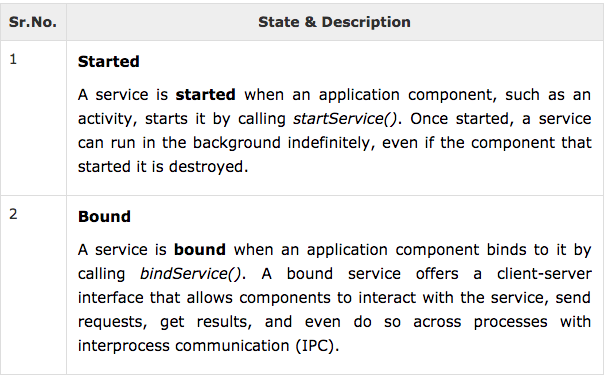 Sr.No. State & Description
1 Started
A service is started when an application component, such as an
activity, starts it by calling startService(). Once started, a service
can run in the background indefinitely, even if the component that
started it is destroyed.
2 Bound
A service is bound when an application component binds to it by
calling bindService(). A bound service offers a client-server
interface that allows components to interact with the service, send
requests, get results, and even do so across processes with
interprocess communication (IPC).